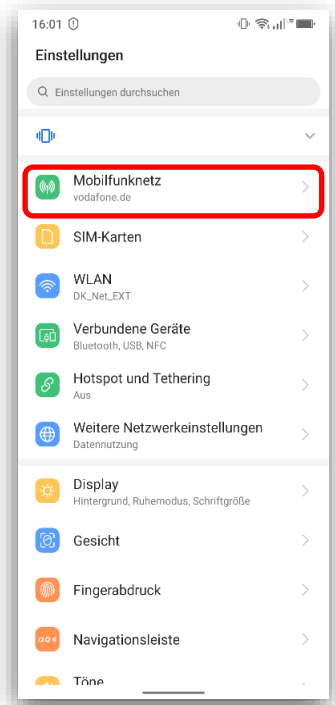 16:01
Einstellungen
Einstellungen durchsuchen
Mobilfunknetz
vodafone.de
SIM-Karten
WLAN
DK_Net_EXT
Verbundene Geräte
Bluetooth, USB, NFC
Hotspot und Tethering
Aus
Weitere Netzwerkeinstellungen
Datennutzung
Display
Hintergrund, Ruhemodus, Schriftgröße
Gesicht
Fingerabdruck
Navigationsleiste
Töne